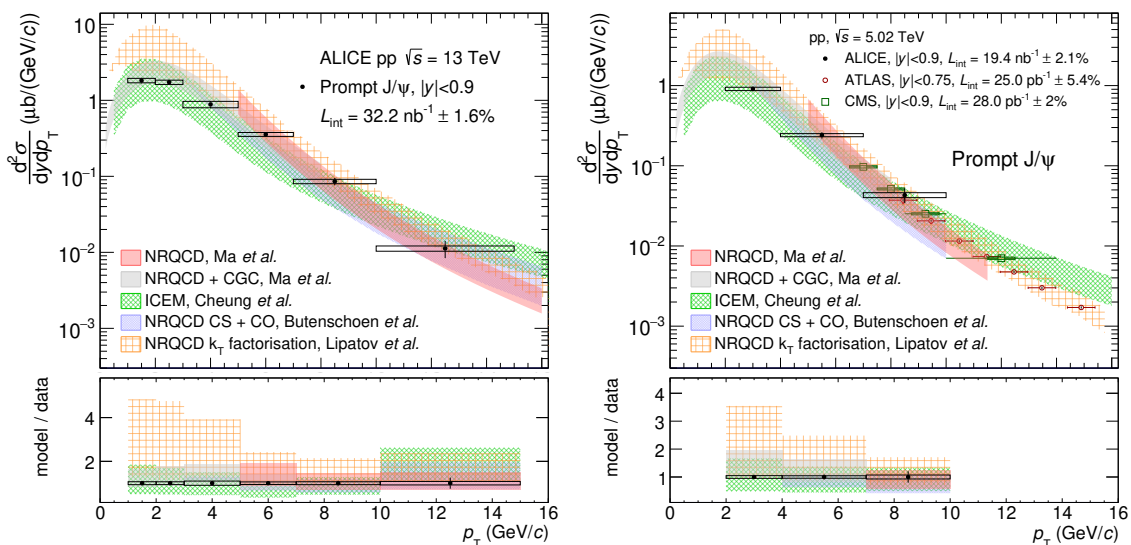 ALICE pp √s = 13 TeV
Prompt J/ψ, |y|<0.9
L_int = 32.2 nb⁻¹ ± 1.6%
d²σ/dydp_T (μb/(GeV/c))
10
1
10⁻¹
10⁻²
10⁻³
NRQCD, Ma et al.
NRQCD + CGC, Ma et al.
ICEM, Cheung et al.
NRQCD CS + CO, Butenschoen et al.
NRQCD k_T factorisation, Lipatov et al.
model / data
4
2
0 2 4 6 8 10 12 14 16
p_T (GeV/c)
pp, √s = 5.02 TeV
ALICE, |y|<0.9, L_int = 19.4 nb⁻¹ ± 2.1%
ATLAS, |y|<0.75, L_int = 25.0 pb⁻¹ ± 5.4%
CMS, |y|<0.9, L_int = 28.0 pb⁻¹ ± 2%
Prompt J/ψ
d²σ/dydp_T (μb/(GeV/c))
1
10⁻¹
10⁻²
10⁻³
NRQCD, Ma et al.
NRQCD + CGC, Ma et al.
ICEM, Cheung et al.
NRQCD CS + CO, Butenschoen et al.
NRQCD k_T factorisation, Lipatov et al.
model / data
4
3
2
1
0 2 4 6 8 10 12 14 16
p_T (GeV/c)